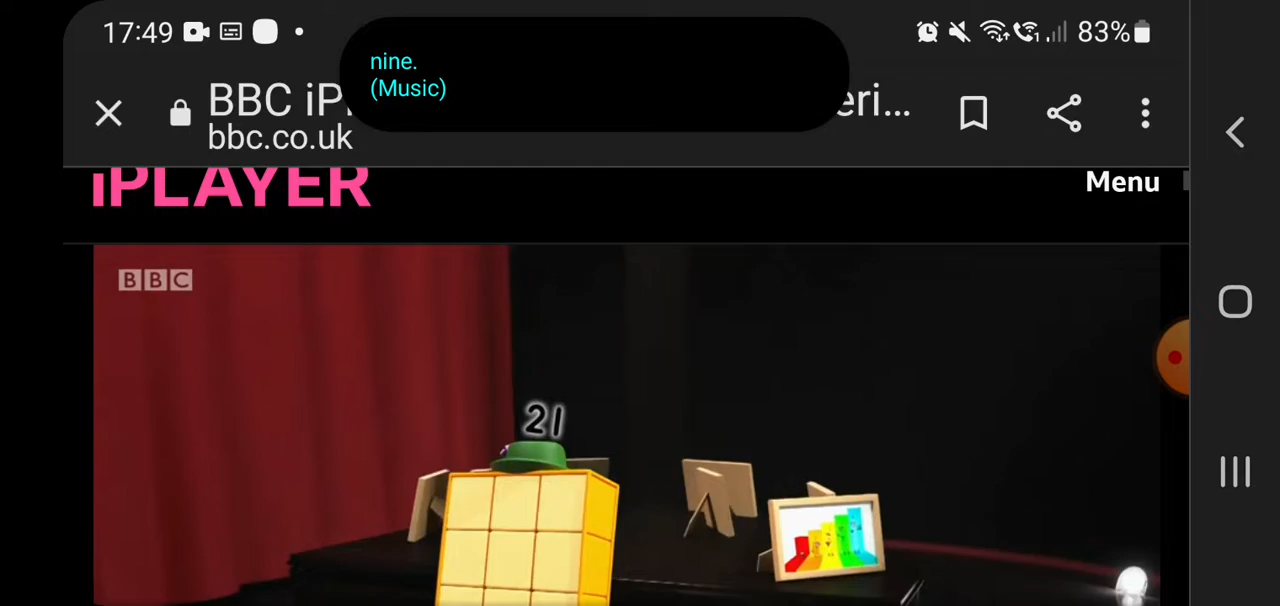 17:49
83%
nine.
(Music)
BBC iP
eri...
bbc.co.uk
iPLAYER
Menu
BBC
21